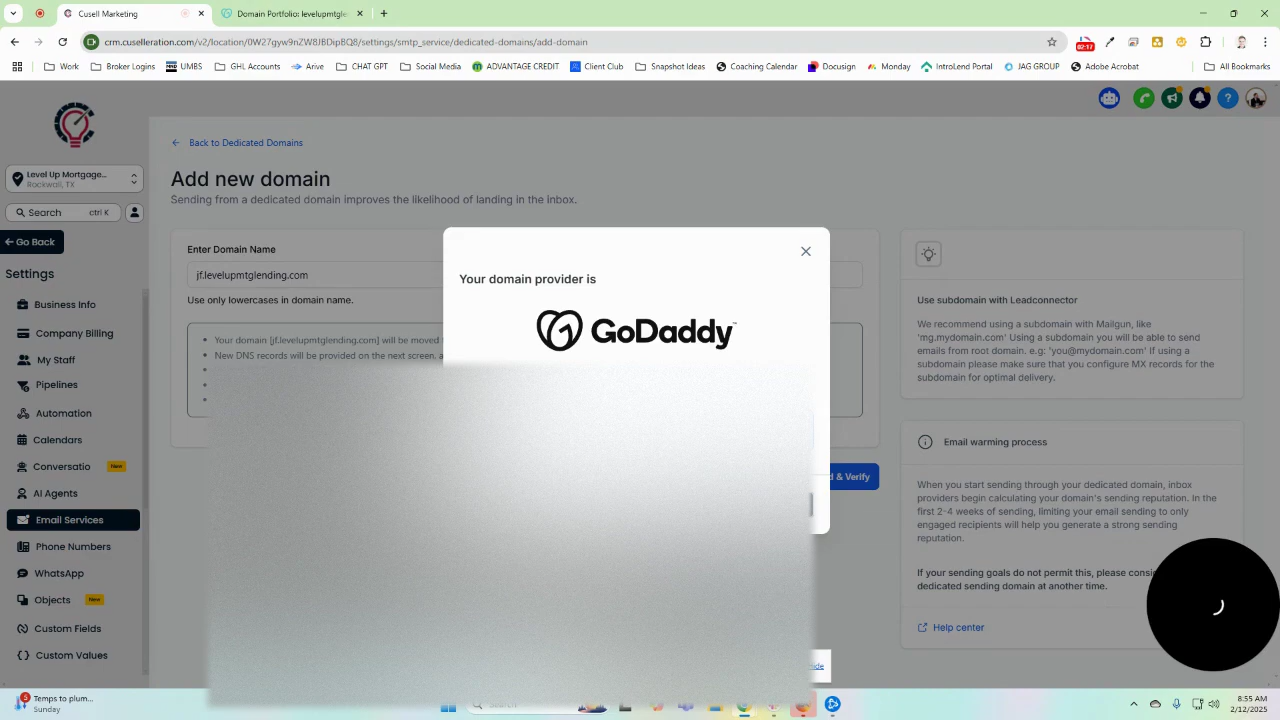 Cusell Marketing
Domain Portfolio: levelupmtgle
crm.cuselleration.com/v2/location/0W27gyw9nZW8JBDipBQ8/settings/smtp_service/dedicated-domains/add-domain
02:17
Work
Broker Logins
UMBS
GHL Accounts
Arive
CHAT GPT
Social Media
ADVANTAGE CREDIT
Client Club
Snapshot Ideas
Coaching Calendar
Docusign
Monday
IntroLend Portal
JAG GROUP
Adobe Acrobat
All Bookmarks
Level Up Mortgage...
Rockwall, TX
Search ctrl K
Go Back
Settings
Business Info
Company Billing
My Staff
Pipelines
Automation
Calendars
Conversatio New
AI Agents
Email Services
Phone Numbers
WhatsApp
Objects New
Custom Fields
Custom Values
Back to Dedicated Domains
Add new domain
Sending from a dedicated domain improves the likelihood of landing in the inbox.
Enter Domain Name
jf.levelupmtglending.com
Use only lowercases in domain name.
Your domain [jf.levelupmtglending.com] will be moved
New DNS records will be provided on the next screen, a
Your domain provider is
GoDaddy
d & Verify
Hide
Use subdomain with Leadconnector
We recommend using a subdomain with Mailgun, like
'mg.mydomain.com' Using a subdomain you will be able to send
emails from root domain. e.g: 'you@mydomain.com' If using a
subdomain please make sure that you configure MX records for the
subdomain for optimal delivery.
Email warming process
When you start sending through your dedicated domain, inbox
providers begin calculating your domain's sending reputation. In the
first 2-4 weeks of sending, limiting your email sending to only
engaged recipients will help you generate a strong sending
reputation.
If your sending goals do not permit this, please consi
dedicated sending domain at another time.
Help center
3
Temps to plum...
Sunday
Search
8:55 AM
2/12/2025